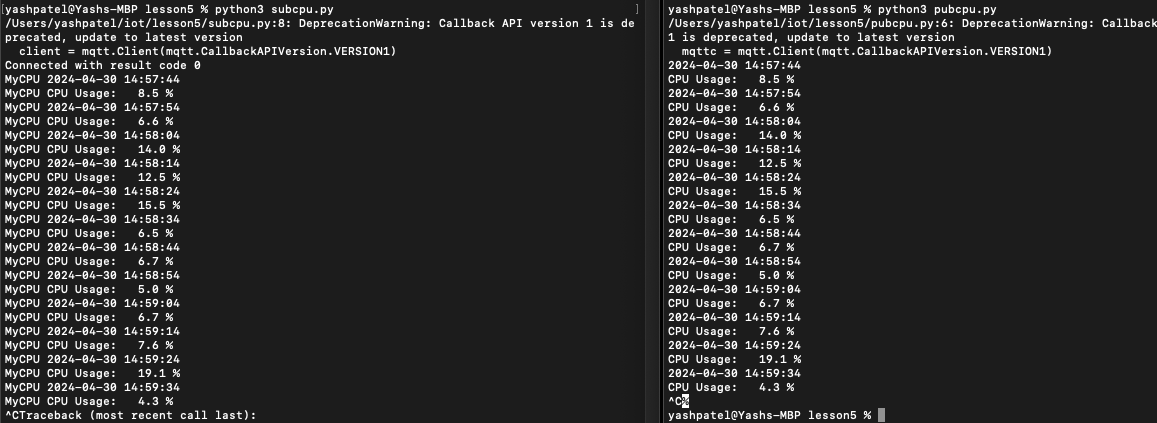 [yashpatel@Yashs-MBP lesson5 % python3 subcpu.py ]
/Users/yashpatel/iot/lesson5/subcpu.py:8: DeprecationWarning: Callback API version 1 is de
precated, update to latest version
  client = mqtt.Client(mqtt.CallbackAPIVersion.VERSION1)
Connected with result code 0
MyCPU 2024-04-30 14:57:44
MyCPU CPU Usage:   8.5 %
MyCPU 2024-04-30 14:57:54
MyCPU CPU Usage:   6.6 %
MyCPU 2024-04-30 14:58:04
MyCPU CPU Usage:   14.0 %
MyCPU 2024-04-30 14:58:14
MyCPU CPU Usage:   12.5 %
MyCPU 2024-04-30 14:58:24
MyCPU CPU Usage:   15.5 %
MyCPU 2024-04-30 14:58:34
MyCPU CPU Usage:   6.5 %
MyCPU 2024-04-30 14:58:44
MyCPU CPU Usage:   6.7 %
MyCPU 2024-04-30 14:58:54
MyCPU CPU Usage:   5.0 %
MyCPU 2024-04-30 14:59:04
MyCPU CPU Usage:   6.7 %
MyCPU 2024-04-30 14:59:14
MyCPU CPU Usage:   7.6 %
MyCPU 2024-04-30 14:59:24
MyCPU CPU Usage:   19.1 %
MyCPU 2024-04-30 14:59:34
MyCPU CPU Usage:   4.3 %
^CTraceback (most recent call last):
yashpatel@Yashs-MBP lesson5 % python3 pubcpu.py
/Users/yashpatel/iot/lesson5/pubcpu.py:6: DeprecationWarning: Callback
1 is deprecated, update to latest version
  mqttc = mqtt.Client(mqtt.CallbackAPIVersion.VERSION1)
2024-04-30 14:57:44
CPU Usage:   8.5 %
2024-04-30 14:57:54
CPU Usage:   6.6 %
2024-04-30 14:58:04
CPU Usage:   14.0 %
2024-04-30 14:58:14
CPU Usage:   12.5 %
2024-04-30 14:58:24
CPU Usage:   15.5 %
2024-04-30 14:58:34
CPU Usage:   6.5 %
2024-04-30 14:58:44
CPU Usage:   6.7 %
2024-04-30 14:58:54
CPU Usage:   5.0 %
2024-04-30 14:59:04
CPU Usage:   6.7 %
2024-04-30 14:59:14
CPU Usage:   7.6 %
2024-04-30 14:59:24
CPU Usage:   19.1 %
2024-04-30 14:59:34
CPU Usage:   4.3 %
^C%
yashpatel@Yashs-MBP lesson5 %